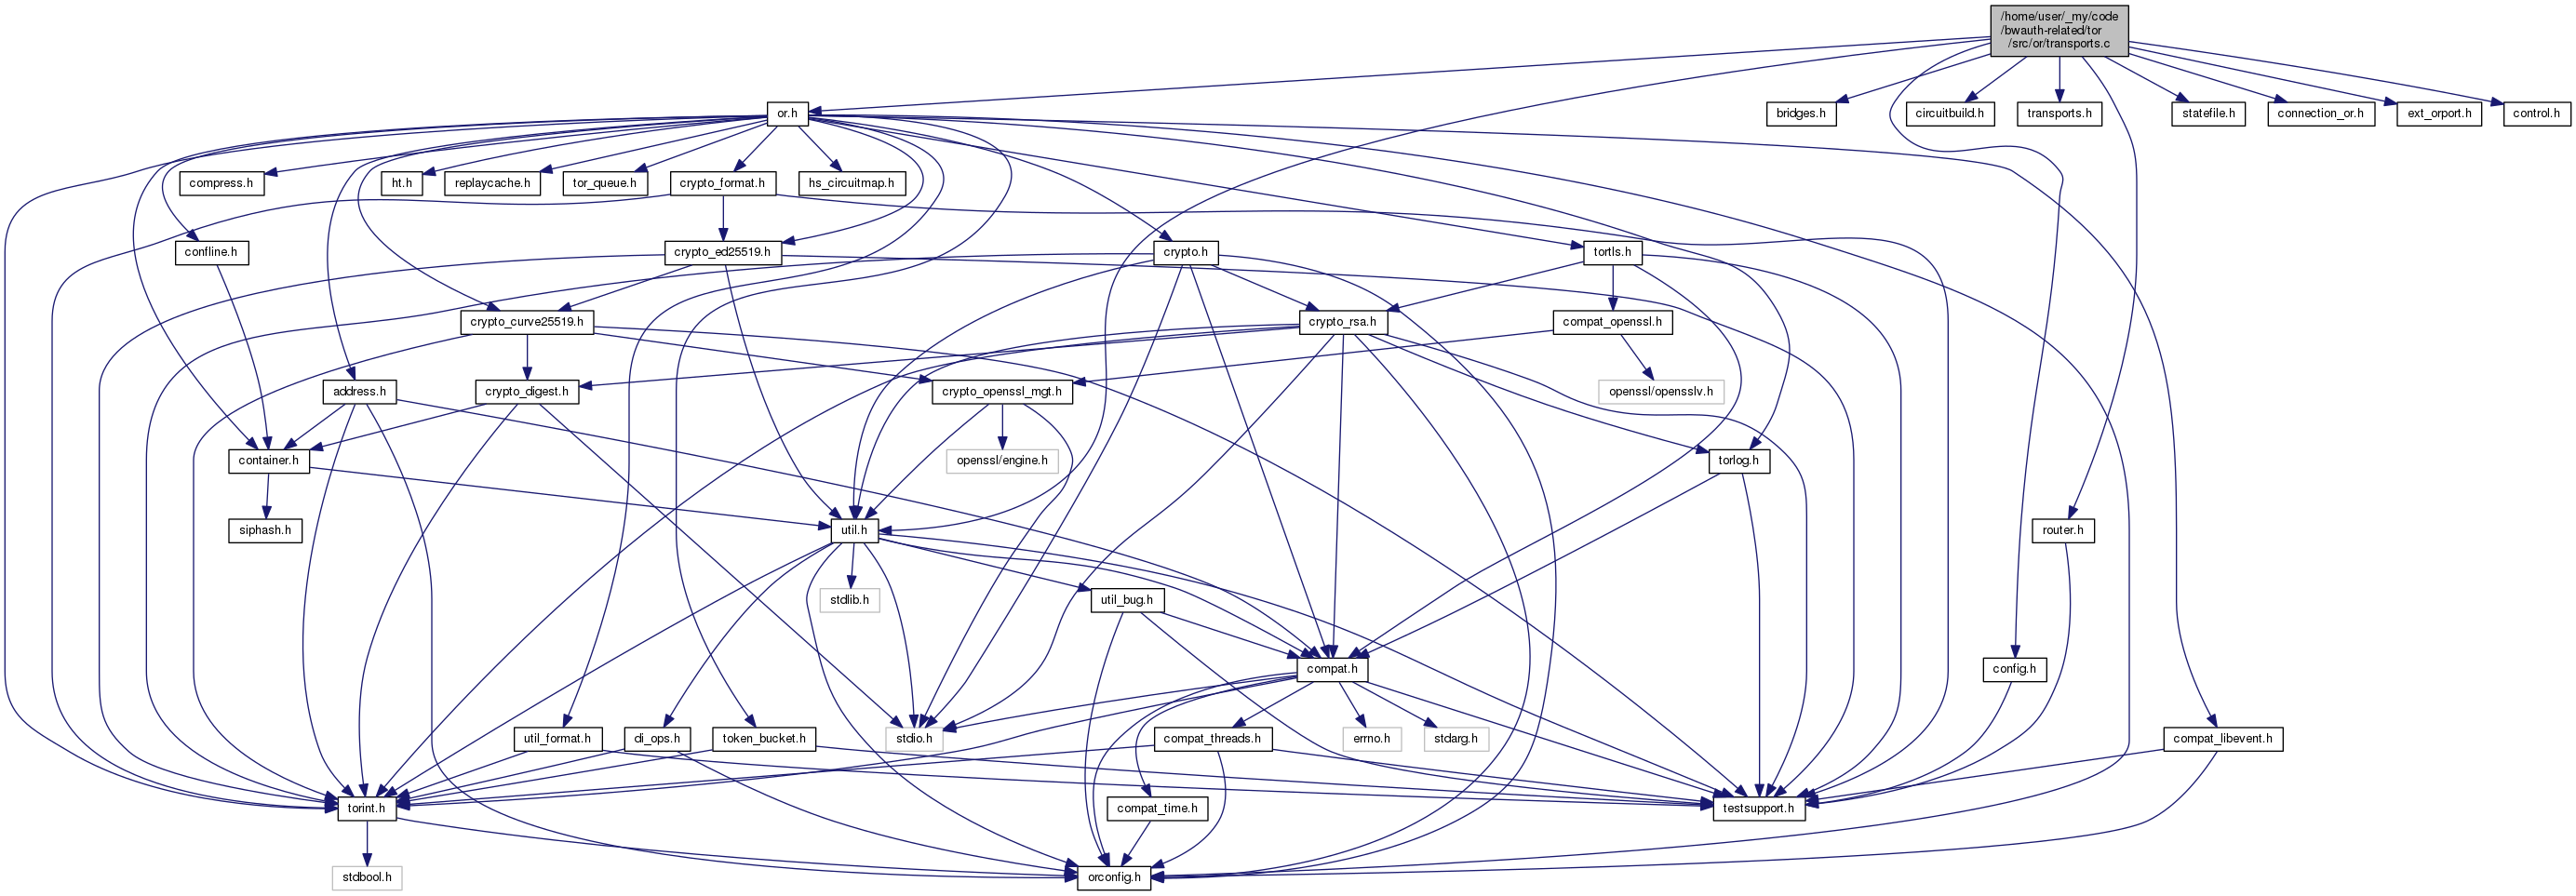 /home/user/_my/code
/bwauth-related/tor
/src/or/transports.c
or.h
bridges.h
circuitbuild.h
transports.h
statefile.h
connection_or.h
ext_orport.h
control.h
compress.h
ht.h
replaycache.h
tor_queue.h
crypto_format.h
hs_circuitmap.h
confline.h
crypto_ed25519.h
crypto.h
tortls.h
crypto_curve25519.h
crypto_rsa.h
compat_openssl.h
address.h
crypto_digest.h
crypto_openssl_mgt.h
openssl/opensslv.h
container.h
openssl/engine.h
torlog.h
siphash.h
util.h
router.h
stdlib.h
util_bug.h
compat.h
config.h
util_format.h
di_ops.h
token_bucket.h
stdio.h
compat_threads.h
errno.h
stdarg.h
compat_libevent.h
torint.h
compat_time.h
testsupport.h
stdbool.h
orconfig.h